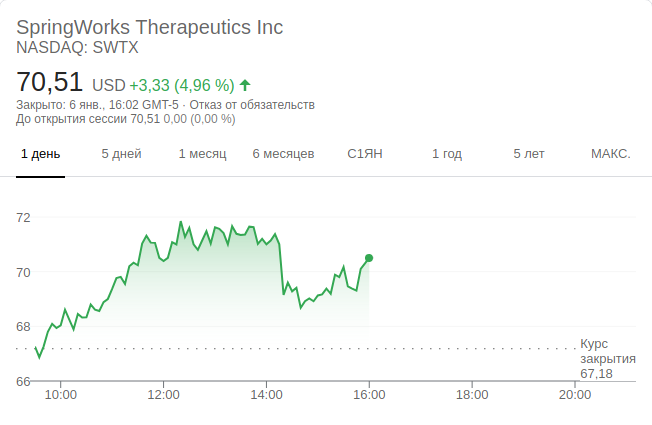 SpringWorks Therapeutics Inc
NASDAQ: SWTX
70,51 USD +3,33 (4,96 %)
Закрыто: 6 янв., 16:02 GMT-5 · Отказ от обязательств
До открытия сессии 70,51 0,00 (0,00 %)
1 день 5 дней 1 месяц 6 месяцев С1ЯН 1 год 5 лет МАКС.
72
70
68
Курс
закрытия
67,18
66
10:00 12:00 14:00 16:00 18:00 20:00